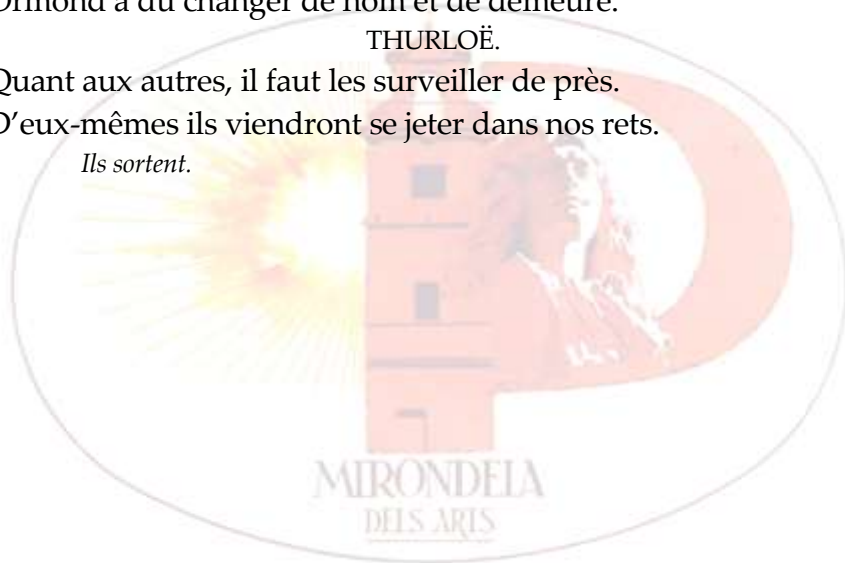 Ormond a dû changer de nom et de demeure.
THURLOË.
Quant aux autres, il faut les surveiller de près.
D'eux-mêmes ils viendront se jeter dans nos rets.
Ils sortent.
MIRONDELA
DELS ARTS